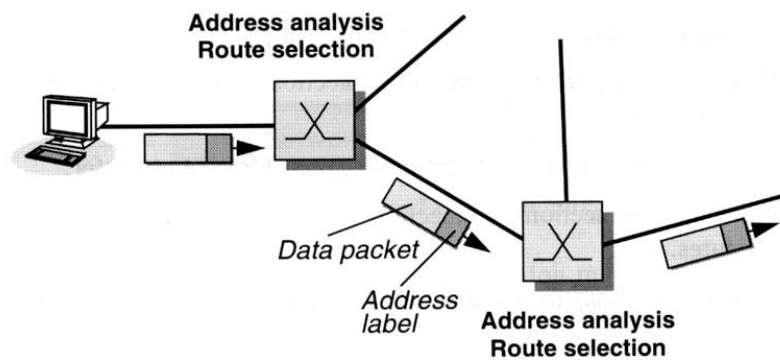 Address analysis
Route selection
Data packet
Address
label
Address analysis
Route selection